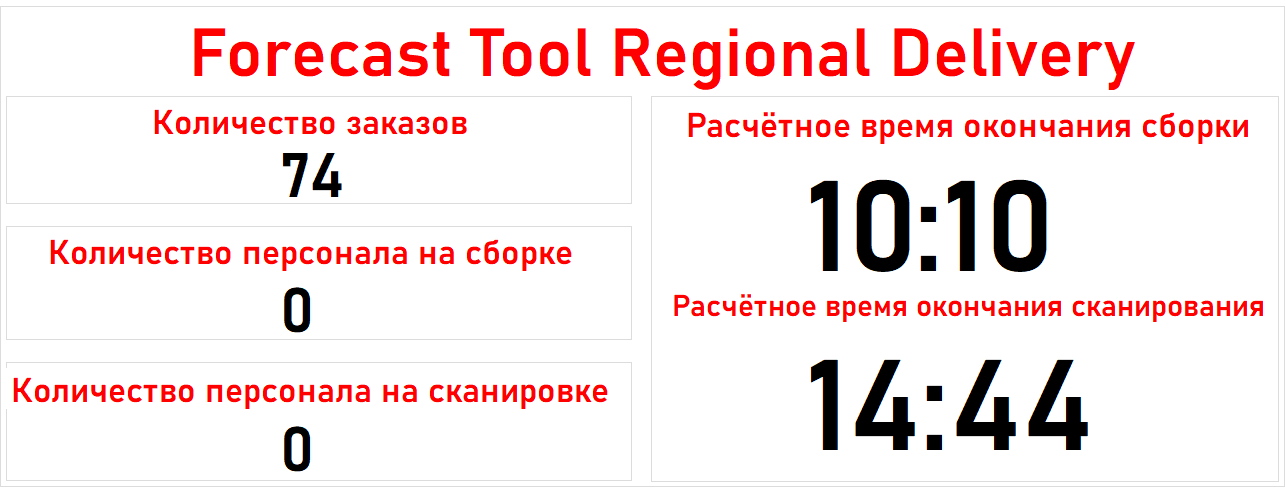 Forecast Tool Regional Delivery
Количество заказов
74
Количество персонала на сборке
0
Количество персонала на сканировке
0
Расчётное время окончания сборки
10:10
Расчётное время окончания сканирования
14:44